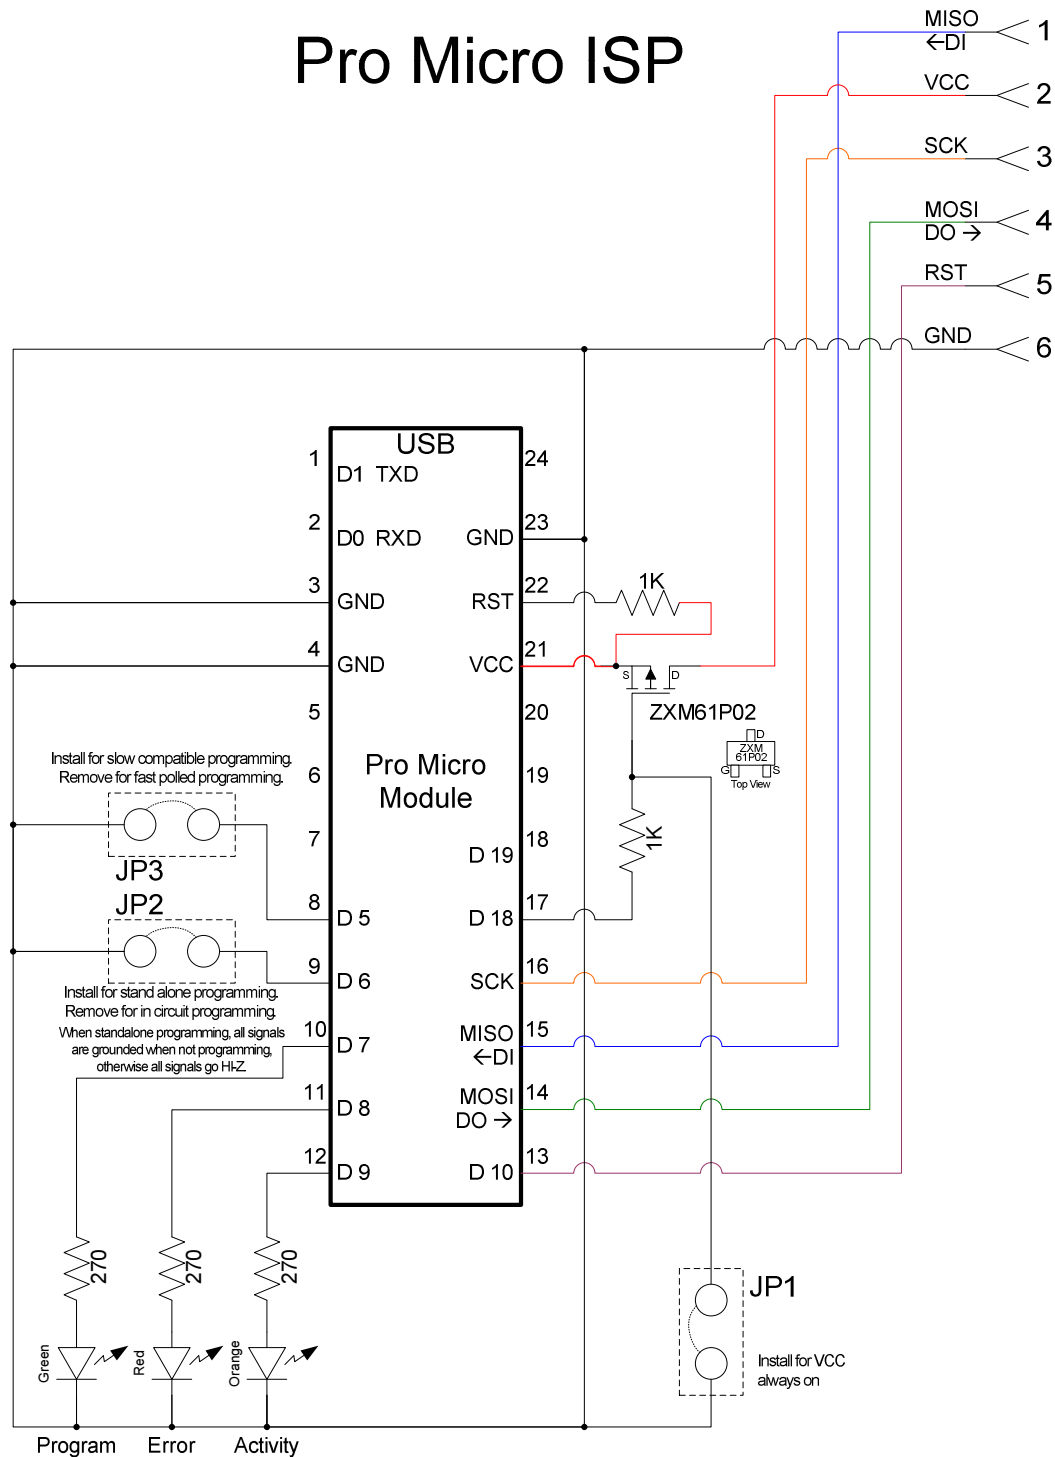 Pro Micro ISP
MISO
←DI
1
VCC
2
SCK
3
MOSI
DO →
4
RST
5
GND
6
USB
1
D1 TXD
24
2
D0 RXD
23
GND
3
GND
22
RST
1K
4
GND
21
VCC
S
D
ZXM61P02
D
ZXM
61P02
G
S
Top View
5
20
Pro Micro
Module
6
19
7
18
D 19
Install for slow compatible programming.
Remove for fast polled programming.
JP3
JP2
8
D 5
17
D 18
1K
9
D 6
16
SCK
Install for stand alone programming.
Remove for in circuit programming.
When standalone programming, all signals
are grounded when not programming,
otherwise all signals go HI-Z.
10
D 7
15
MISO
←DI
11
D 8
14
MOSI
DO →
12
D 9
13
D 10
270
270
270
Green
Red
Orange
JP1
Install for VCC
always on
Program
Error
Activity